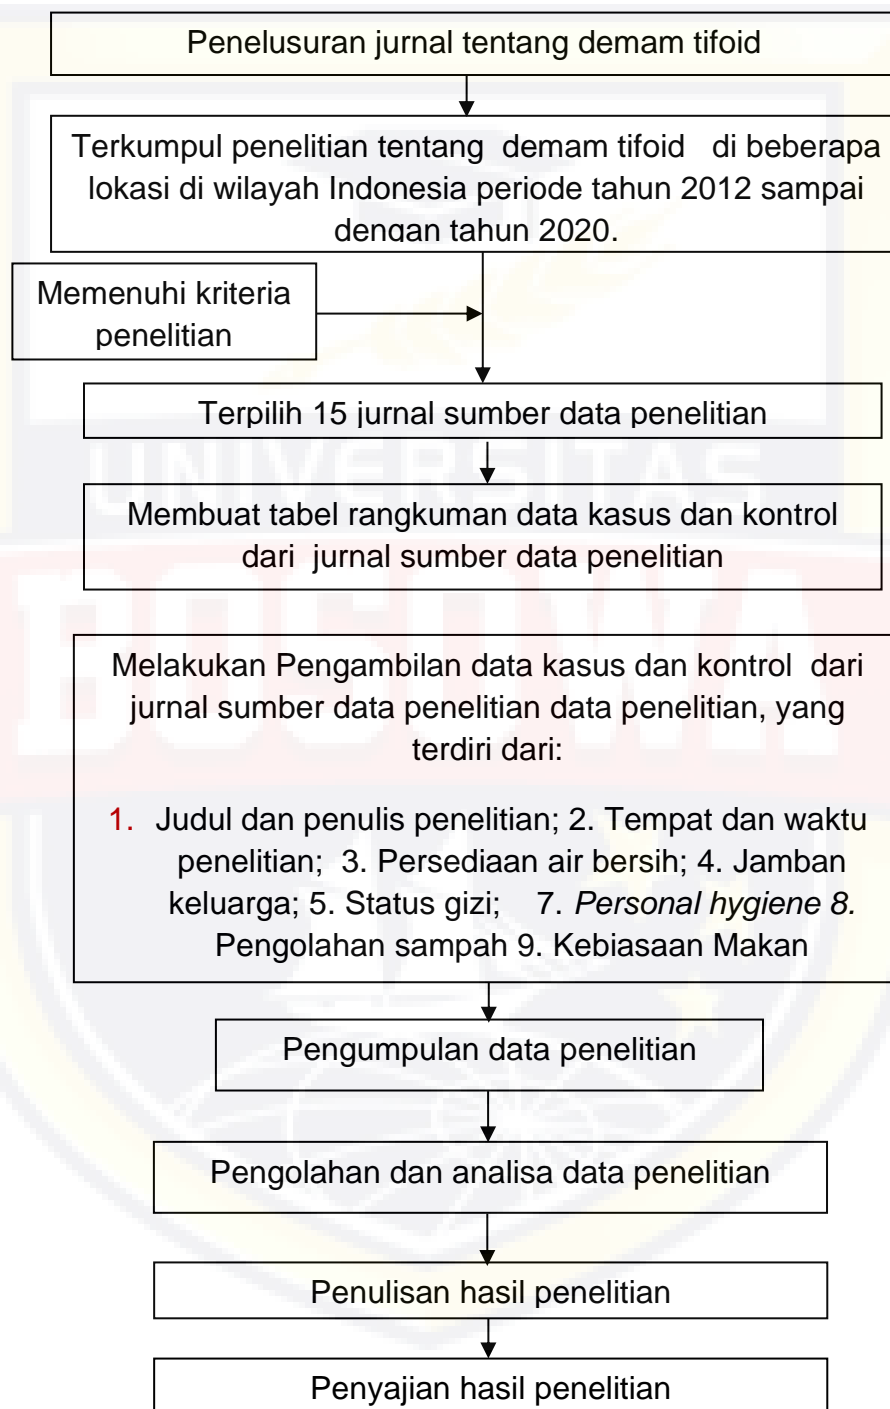 Penelusuran jurnal tentang demam tifoid
Terkumpul penelitian tentang demam tifoid di beberapa
lokasi di wilayah Indonesia periode tahun 2012 sampai
dengan tahun 2020.
Memenuhi kriteria
penelitian
Terpilih 15 jurnal sumber data penelitian
UNIVERSITAS
Membuat tabel rangkuman data kasus dan kontrol
dari jurnal sumber data penelitian
BOSOWA
Melakukan Pengambilan data kasus dan kontrol dari
jurnal sumber data penelitian data penelitian, yang
terdiri dari:
1. Judul dan penulis penelitian; 2. Tempat dan waktu
penelitian; 3. Persediaan air bersih; 4. Jamban
keluarga; 5. Status gizi; 7. Personal hygiene 8.
Pengolahan sampah 9. Kebiasaan Makan
Pengumpulan data penelitian
Pengolahan dan analisa data penelitian
Penulisan hasil penelitian
Penyajian hasil penelitian